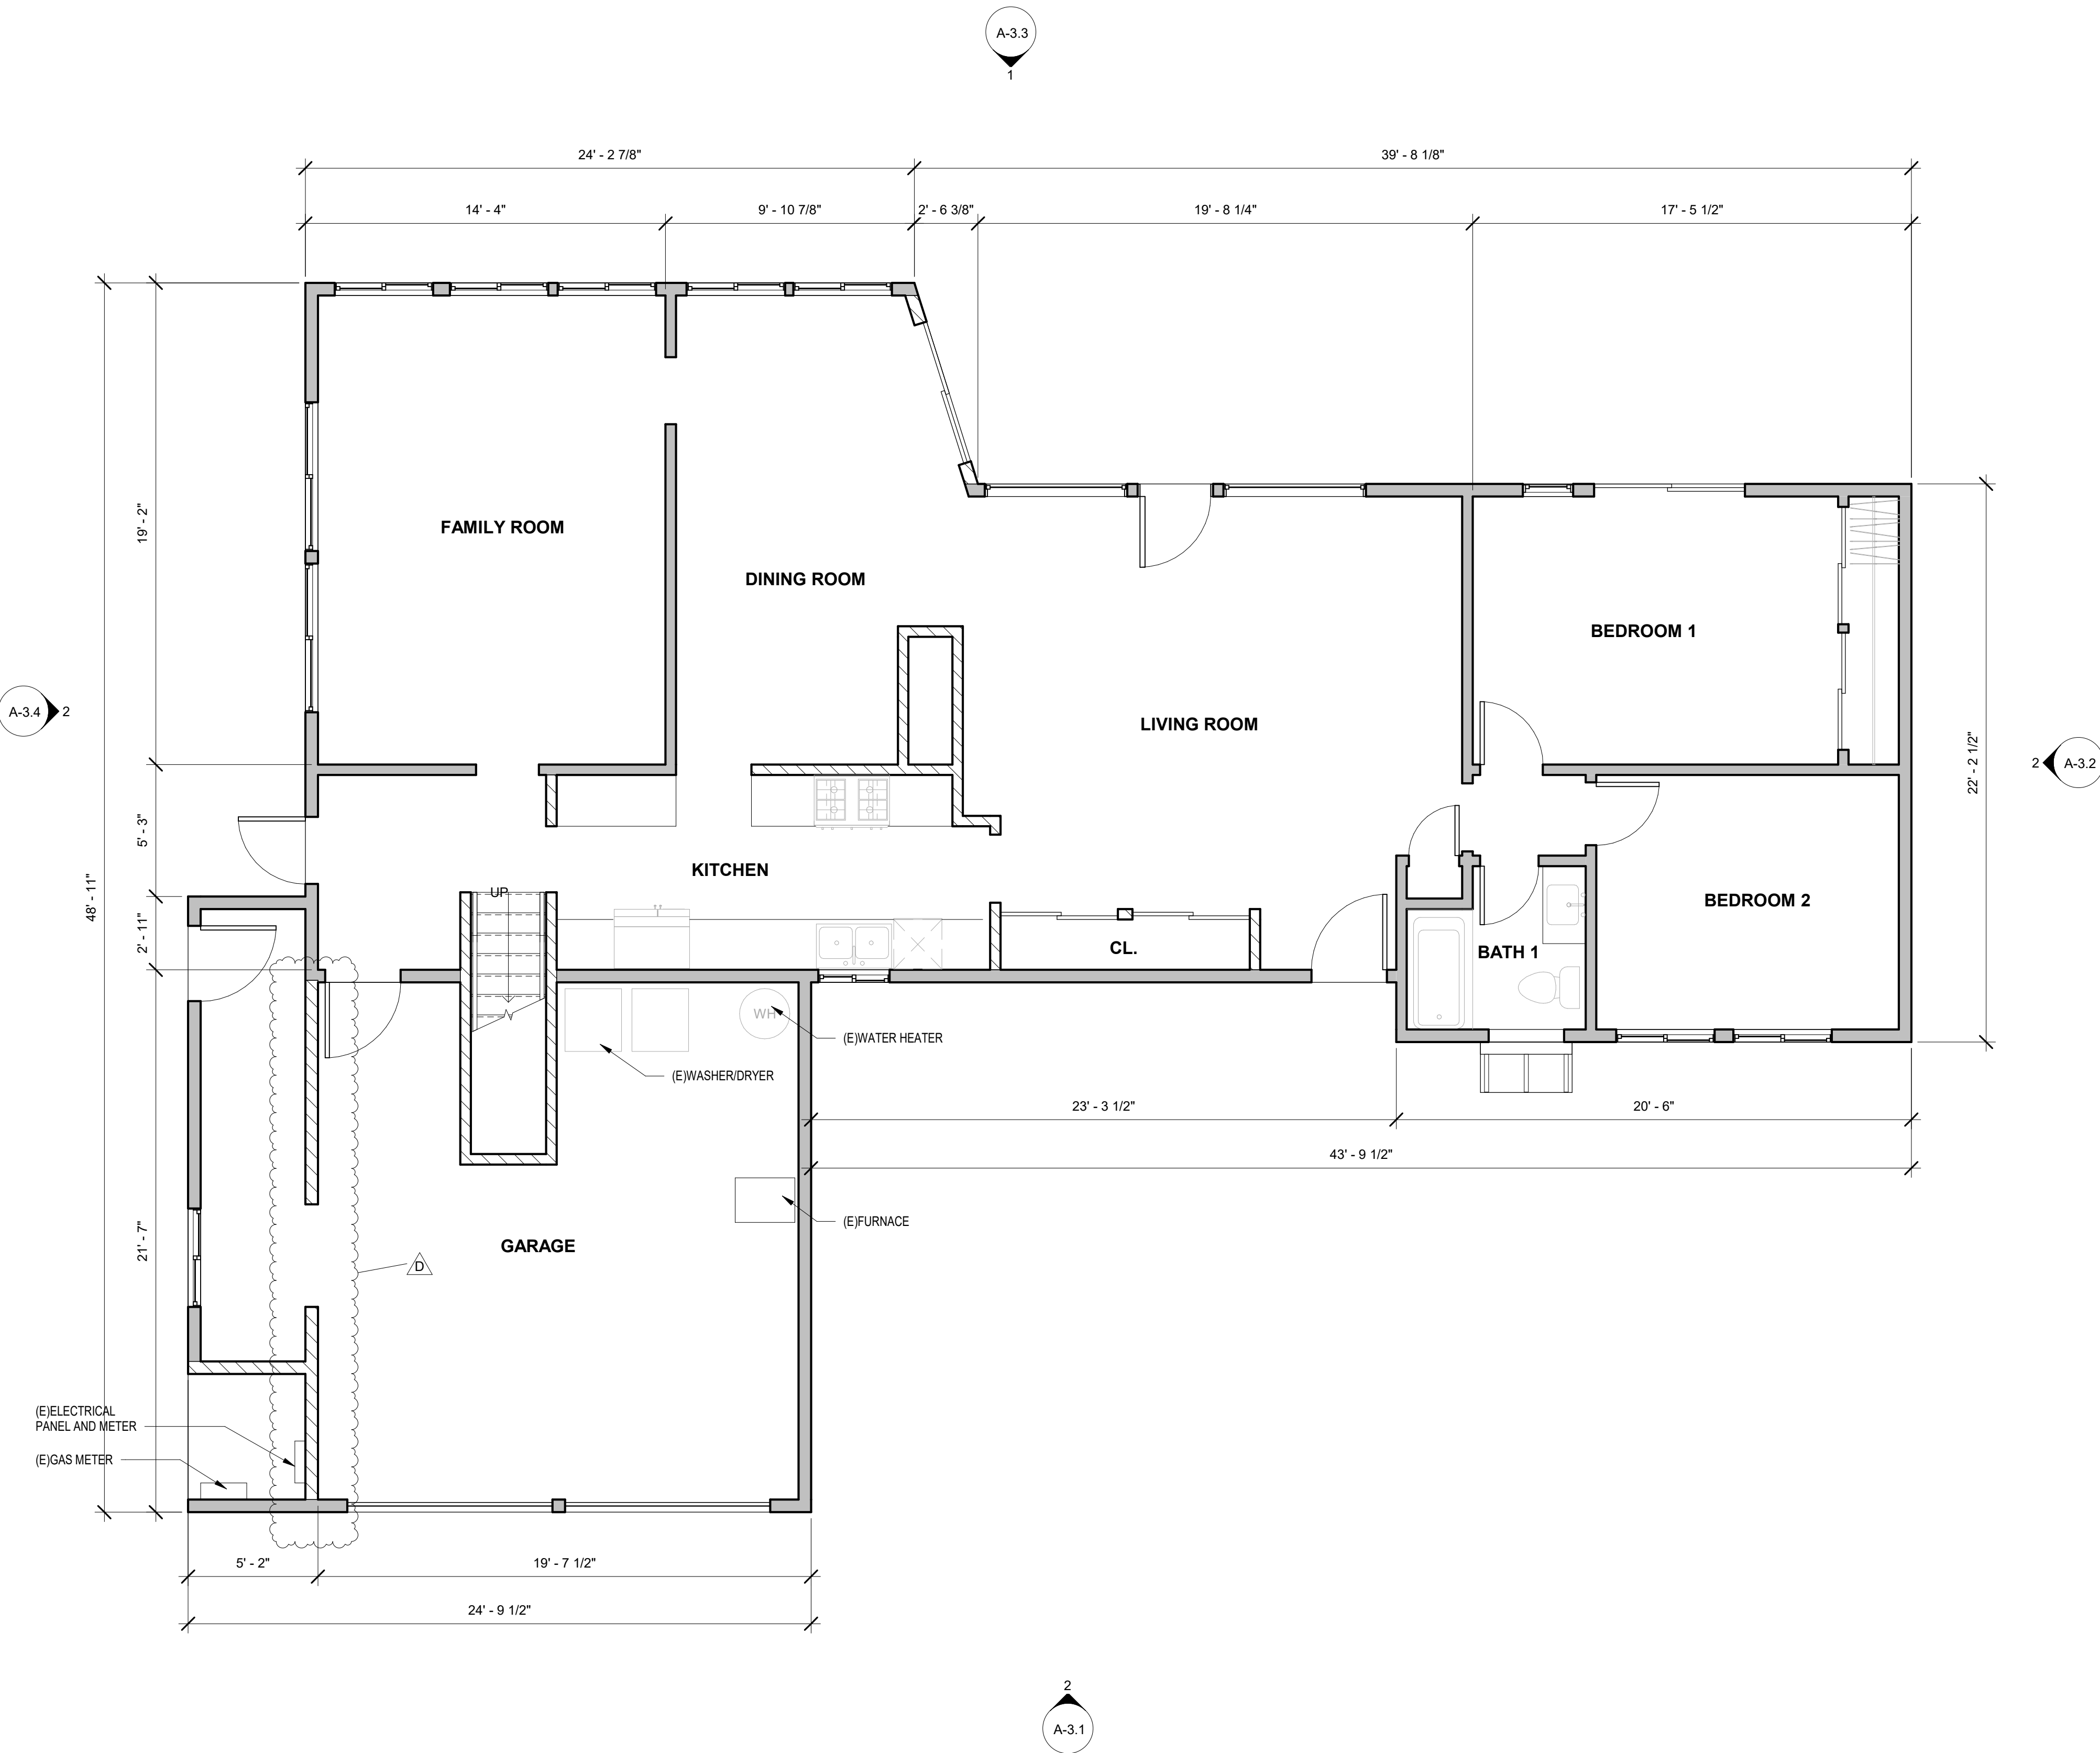 A-3.3
1
24' - 2 7/8"
39' - 8 1/8"
14' - 4"
9' - 10 7/8"
2' - 6 3/8"
19' - 8 1/4"
17' - 5 1/2"
19' - 2"
FAMILY ROOM
DINING ROOM
BEDROOM 1
A-3.4
2
LIVING ROOM
22' - 2 1/2"
2
A-3.2
5' - 3"
48' - 11"
KITCHEN
UP
BEDROOM 2
2' - 11"
CL.
BATH 1
WH
(E)WATER HEATER
(E)WASHER/DRYER
23' - 3 1/2"
20' - 6"
43' - 9 1/2"
(E)FURNACE
21' - 7"
GARAGE
D
(E)ELECTRICAL
PANEL AND METER
(E)GAS METER
5' - 2"
19' - 7 1/2"
24' - 9 1/2"
2
A-3.1